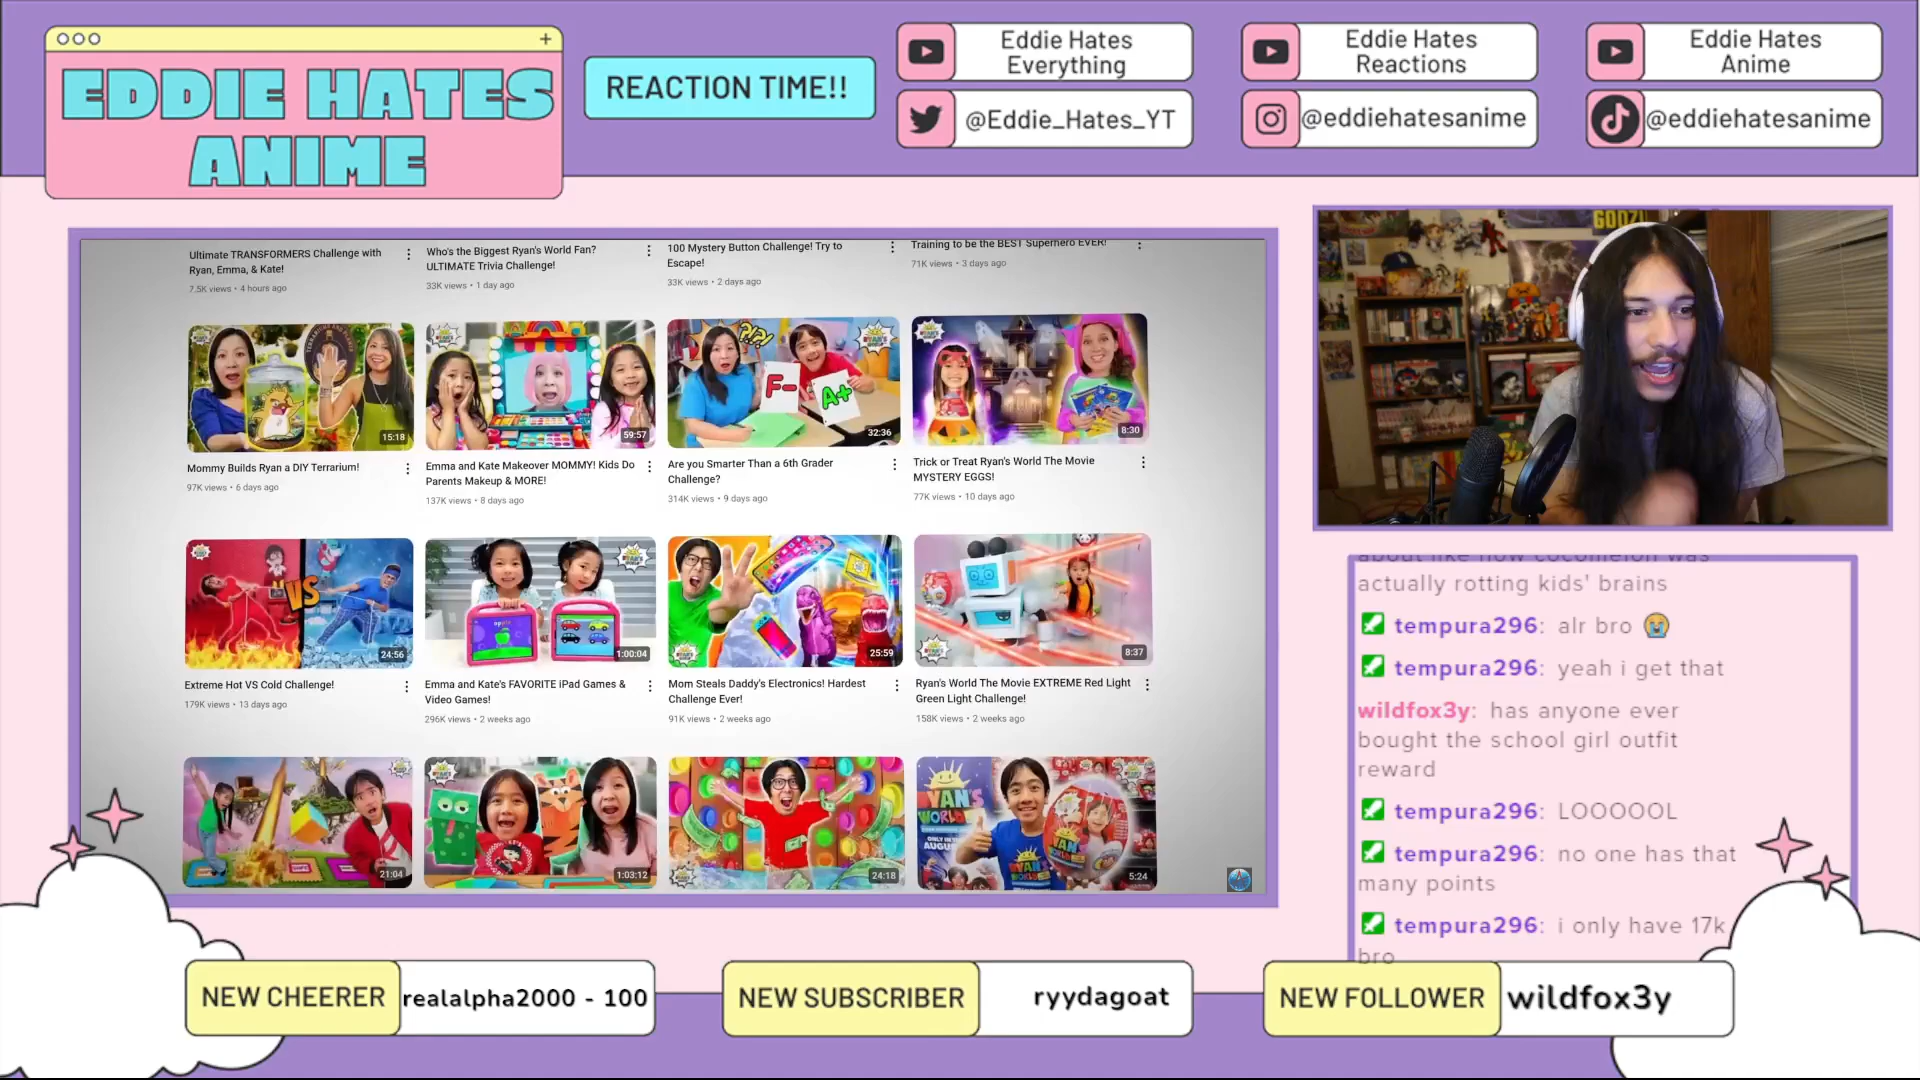 EDDIE HATES
ANIME
REACTION TIME!!
Eddie Hates
Everything
Eddie Hates
Reactions
Eddie Hates
Anime
@Eddie_Hates_YT
@eddiehatesanime
@eddiehatesanime
Ultimate TRANSFORMERS Challenge with
Ryan, Emma, & Kate!
7.5K views • 4 hours ago
Who's the Biggest Ryan's World Fan?
ULTIMATE Trivia Challenge!
33K views • 1 day ago
100 Mystery Button Challenge! Try to
Escape!
33K views • 2 days ago
Training to be the BEST Superhero EVER!
71K views • 3 days ago
15:18
59:57
?!?!
F-
A+
32:36
8:30
Mommy Builds Ryan a DIY Terrarium!
97K views • 6 days ago
Emma and Kate Makeover MOMMY! Kids Do
Parents Makeup & MORE!
137K views • 8 days ago
Are you Smarter Than a 6th Grader
Challenge?
314K views • 9 days ago
Trick or Treat Ryan's World The Movie
MYSTERY EGGS!
77K views • 10 days ago
VS
24:56
1:00:04
25:59
8:37
Extreme Hot VS Cold Challenge!
179K views • 13 days ago
Emma and Kate's FAVORITE iPad Games &
Video Games!
296K views • 2 weeks ago
Mom Steals Daddy's Electronics! Hardest
Challenge Ever!
91K views • 2 weeks ago
Ryan's World The Movie EXTREME Red Light
Green Light Challenge!
158K views • 2 weeks ago
21:04
1:03:12
24:18
RYAN'S
WORLD
5:24
about like how cocomelon was
actually rotting kids' brains
tempura296: alr bro 😭
tempura296: yeah i get that
wildfox3y: has anyone ever
bought the school girl outfit
reward
tempura296: LOOOOOL
tempura296: no one has that
many points
tempura296: i only have 17k
bro
NEW CHEERER
realalpha2000 - 100
NEW SUBSCRIBER
ryydagoat
NEW FOLLOWER
wildfox3y